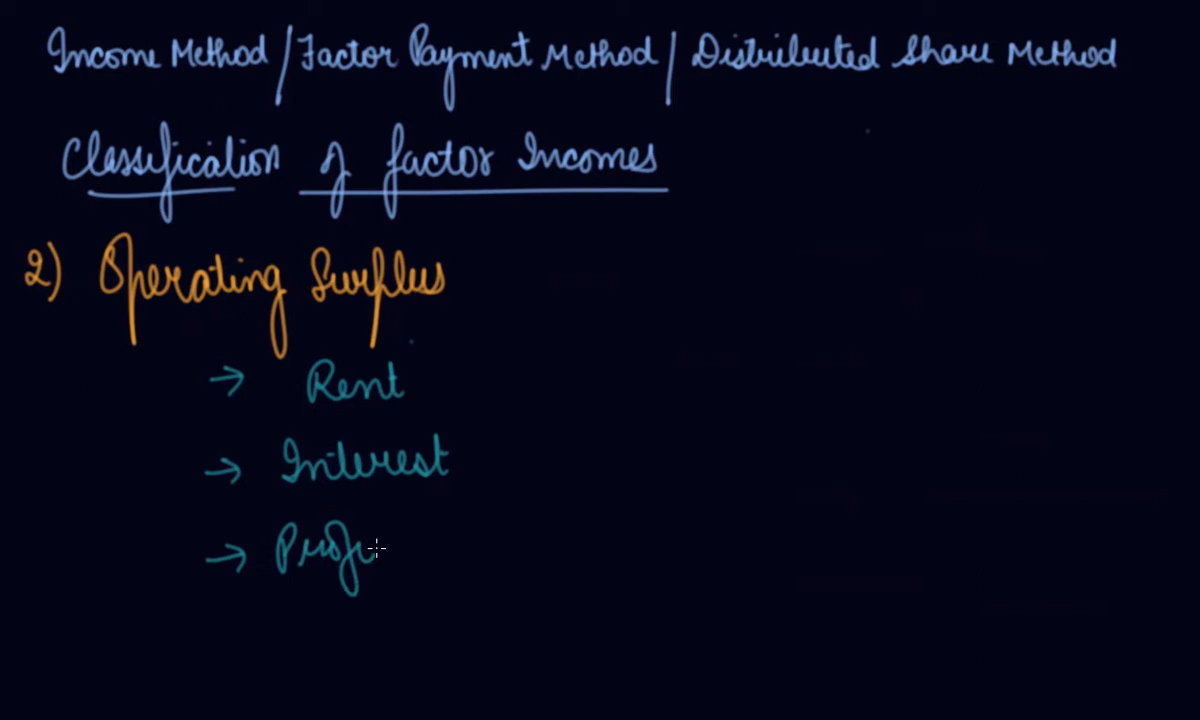 Income Method / Factor Payment Method / Distributed Share Method
Classification of factor Incomes
2) Operating Surplus
→ Rent
→ Interest
→ Profi